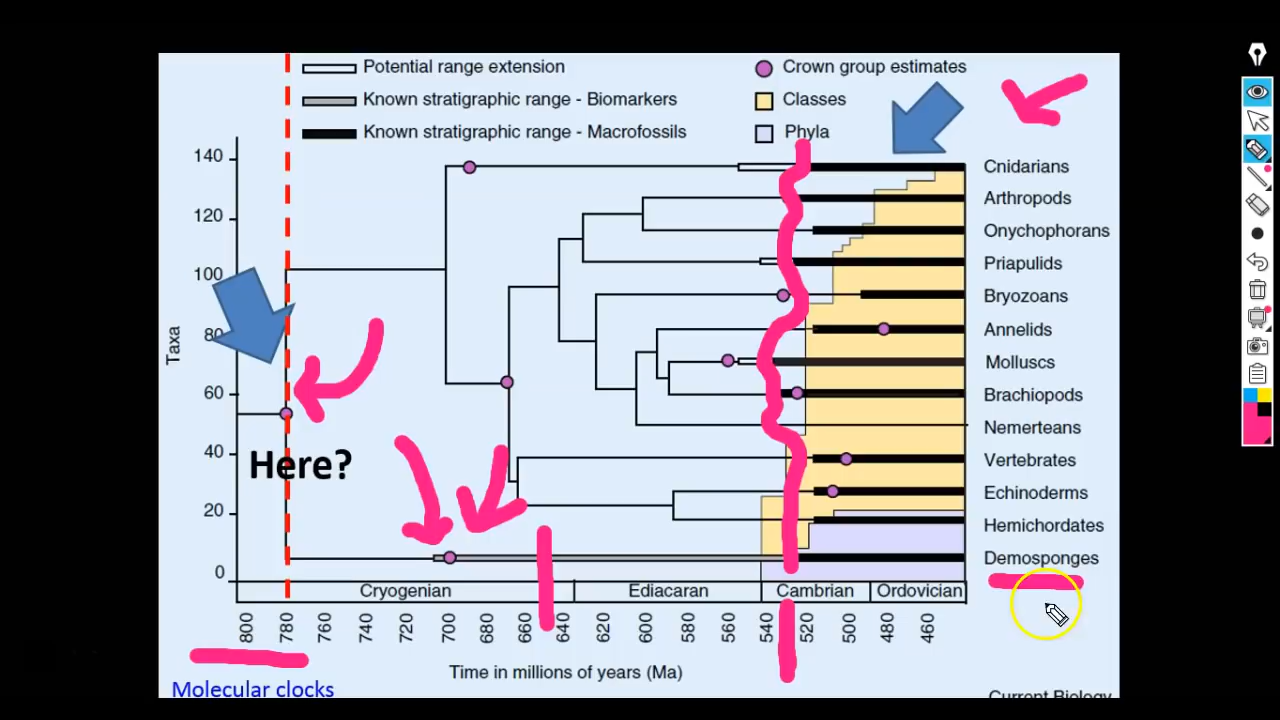 Potential range extension
Crown group estimates
Known stratigraphic range - Biomarkers
Classes
Known stratigraphic range - Macrofossils
Phyla
140
120
100
80
60
40
20
0
Taxa
Cnidarians
Arthropods
Onychophorans
Priapulids
Bryozoans
Annelids
Molluscs
Brachiopods
Nemerteans
Vertebrates
Echinoderms
Hemichordates
Demosponges
Here?
Cryogenian
Ediacaran
Cambrian
Ordovician
800 780 760 740 720 700 680 660 640 620 600 580 560 540 520 500 480 460
Time in millions of years (Ma)
Molecular clocks
Current Biology